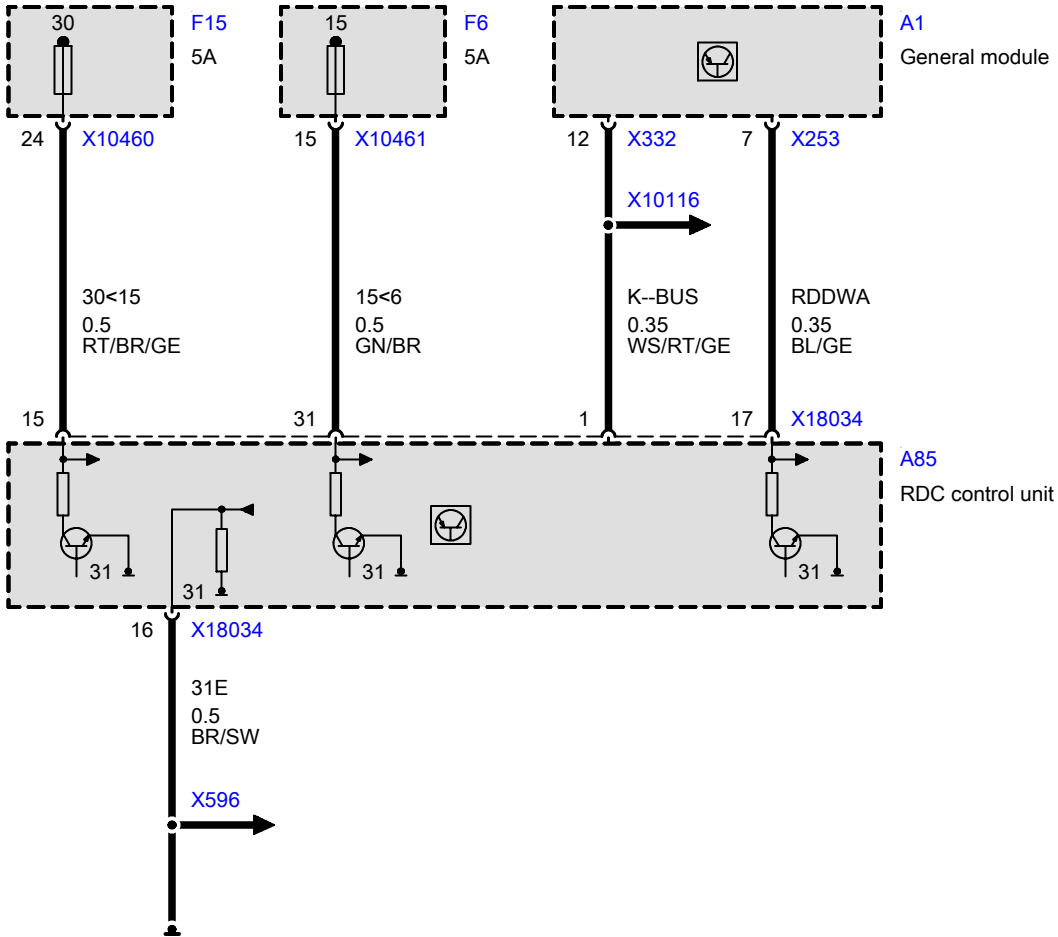 30 F15 15 F6 A1
5A 5A General module
24 X10460 15 X10461 12 X332 7 X253
X10116
30<15 15<6 K--BUS RDDWA
0.5 0.5 0.35 0.35
RT/BR/GE GN/BR WS/RT/GE BL/GE
15 31 1 17 X18034
A85
RDC control unit
31 31 31
31
16 X18034
31E
0.5
BR/SW
X596